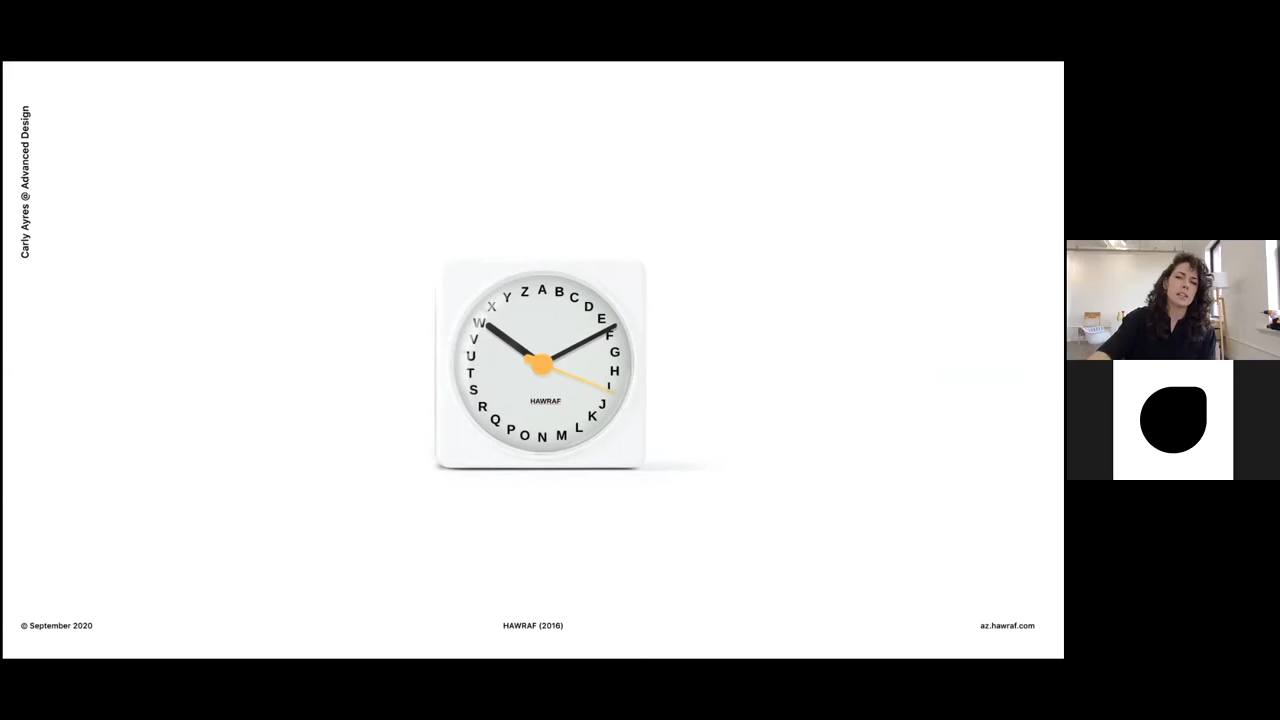 Carly Ayres @ Advanced Design
A B C D E F G H I J K L M N O P Q R S T U V W X Y Z
HAWRAF
© September 2020
HAWRAF (2016)
az.hawraf.com